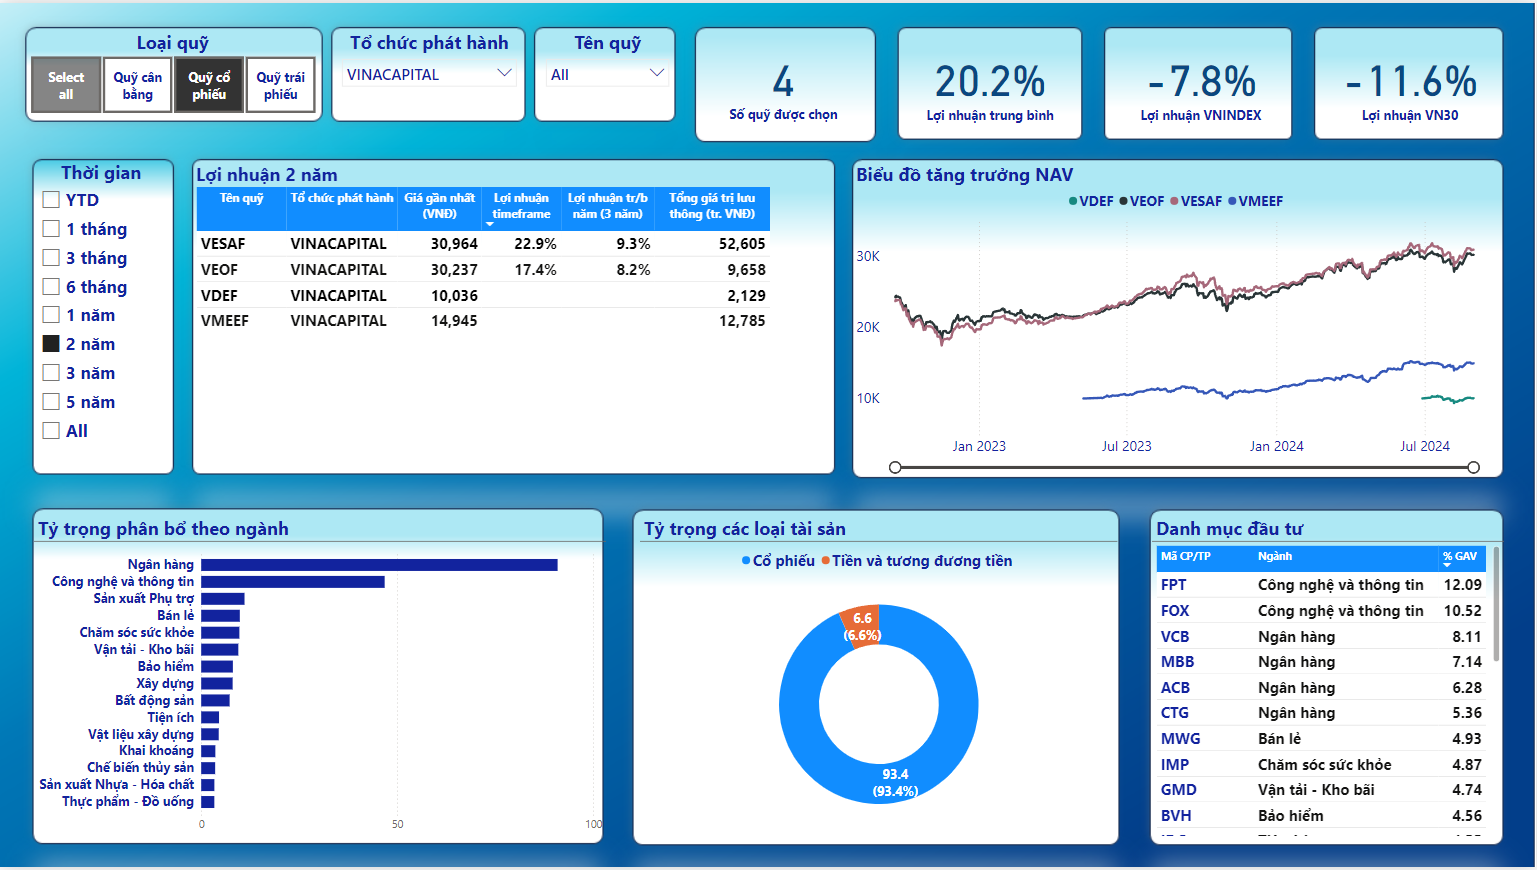 Loại quỹ
Select all
Quỹ cân bằng
Quỹ cổ phiếu
Quỹ trái phiếu
Tổ chức phát hành
VINACAPITAL
Tên quỹ
All
4
Số quỹ được chọn
20.2%
Lợi nhuận trung bình
-7.8%
Lợi nhuận VNINDEX
-11.6%
Lợi nhuận VN30
Thời gian
YTD
1 tháng
3 tháng
6 tháng
1 năm
2 năm
3 năm
5 năm
All
Lợi nhuận 2 năm
Tên quỹ Tổ chức phát hành Giá gần nhất (VNĐ) Lợi nhuận timeframe Lợi nhuận tr/b năm (3 năm) Tổng giá trị lưu thông (tr. VNĐ)
VESAF VINACAPITAL 30,964 22.9% 9.3% 52,605
VEOF VINACAPITAL 30,237 17.4% 8.2% 9,658
VDEF VINACAPITAL 10,036 2,129
VMEEF VINACAPITAL 14,945 12,785
Biểu đồ tăng trưởng NAV
VDEF VEOF VESAF VMEEF
30K
20K
10K
Jan 2023 Jul 2023 Jan 2024 Jul 2024
Tỷ trọng phân bổ theo ngành
Ngân hàng
Công nghệ và thông tin
Sản xuất Phụ trợ
Bán lẻ
Chăm sóc sức khỏe
Vận tải - Kho bãi
Bảo hiểm
Xây dựng
Bất động sản
Tiện ích
Vật liệu xây dựng
Khai khoáng
Chế biến thủy sản
Sản xuất Nhựa - Hóa chất
Thực phẩm - Đồ uống
0 50 100
Tỷ trọng các loại tài sản
Cổ phiếu Tiền và tương đương tiền
6.6
(6.6%)
93.4
(93.4%)
Danh mục đầu tư
Mã CP/TP Ngành % GAV
FPT Công nghệ và thông tin 12.09
FOX Công nghệ và thông tin 10.52
VCB Ngân hàng 8.11
MBB Ngân hàng 7.14
ACB Ngân hàng 6.28
CTG Ngân hàng 5.36
MWG Bán lẻ 4.93
IMP Chăm sóc sức khỏe 4.87
GMD Vận tải - Kho bãi 4.74
BVH Bảo hiểm 4.56